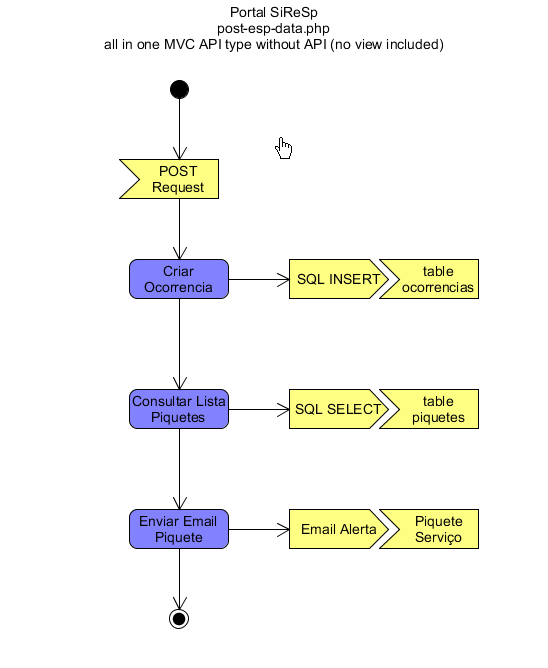 Portal SiReSp
post-esp-data.php
all in one MVC API type without API (no view included)
POST
Request
Criar
Ocorrencia
SQL INSERT
table
ocorrencias
Consultar Lista
Piquetes
SQL SELECT
table
piquetes
Enviar Email
Piquete
Email Alerta
Piquete
Serviço